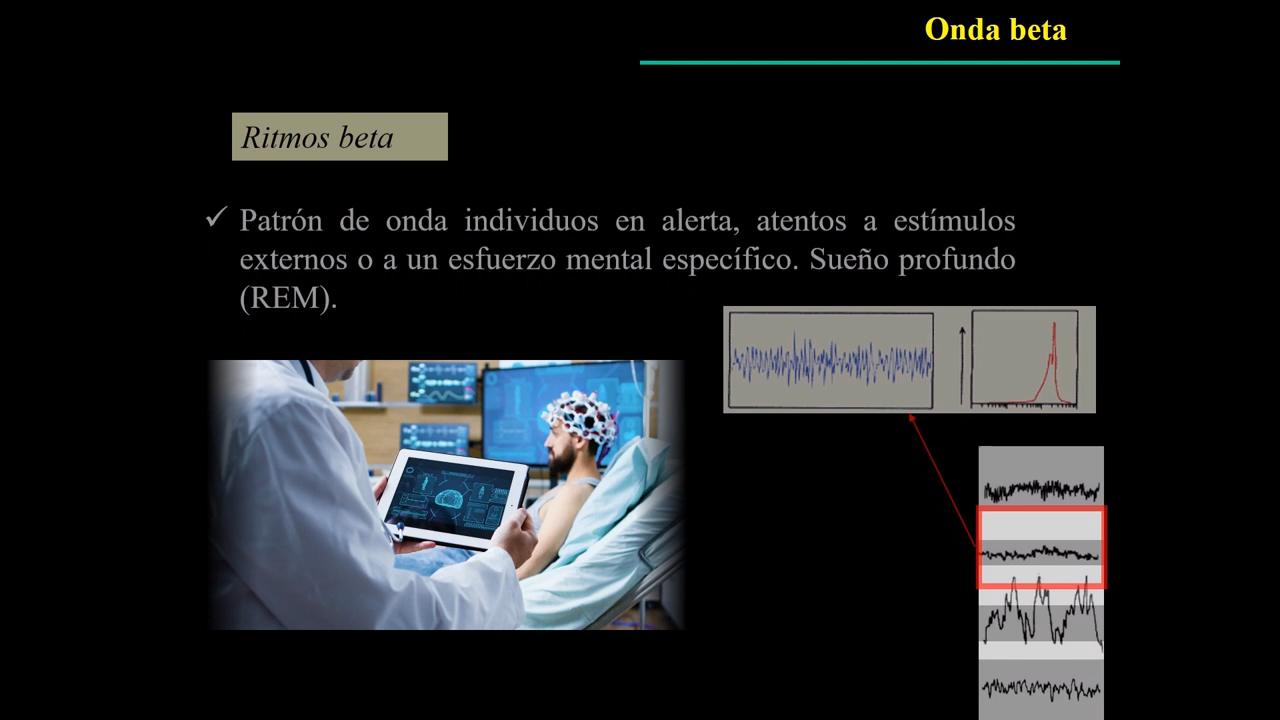 Onda beta
Ritmos beta
✓ Patrón de onda individuos en alerta, atentos a estímulos
externos o a un esfuerzo mental específico. Sueño profundo
(REM).